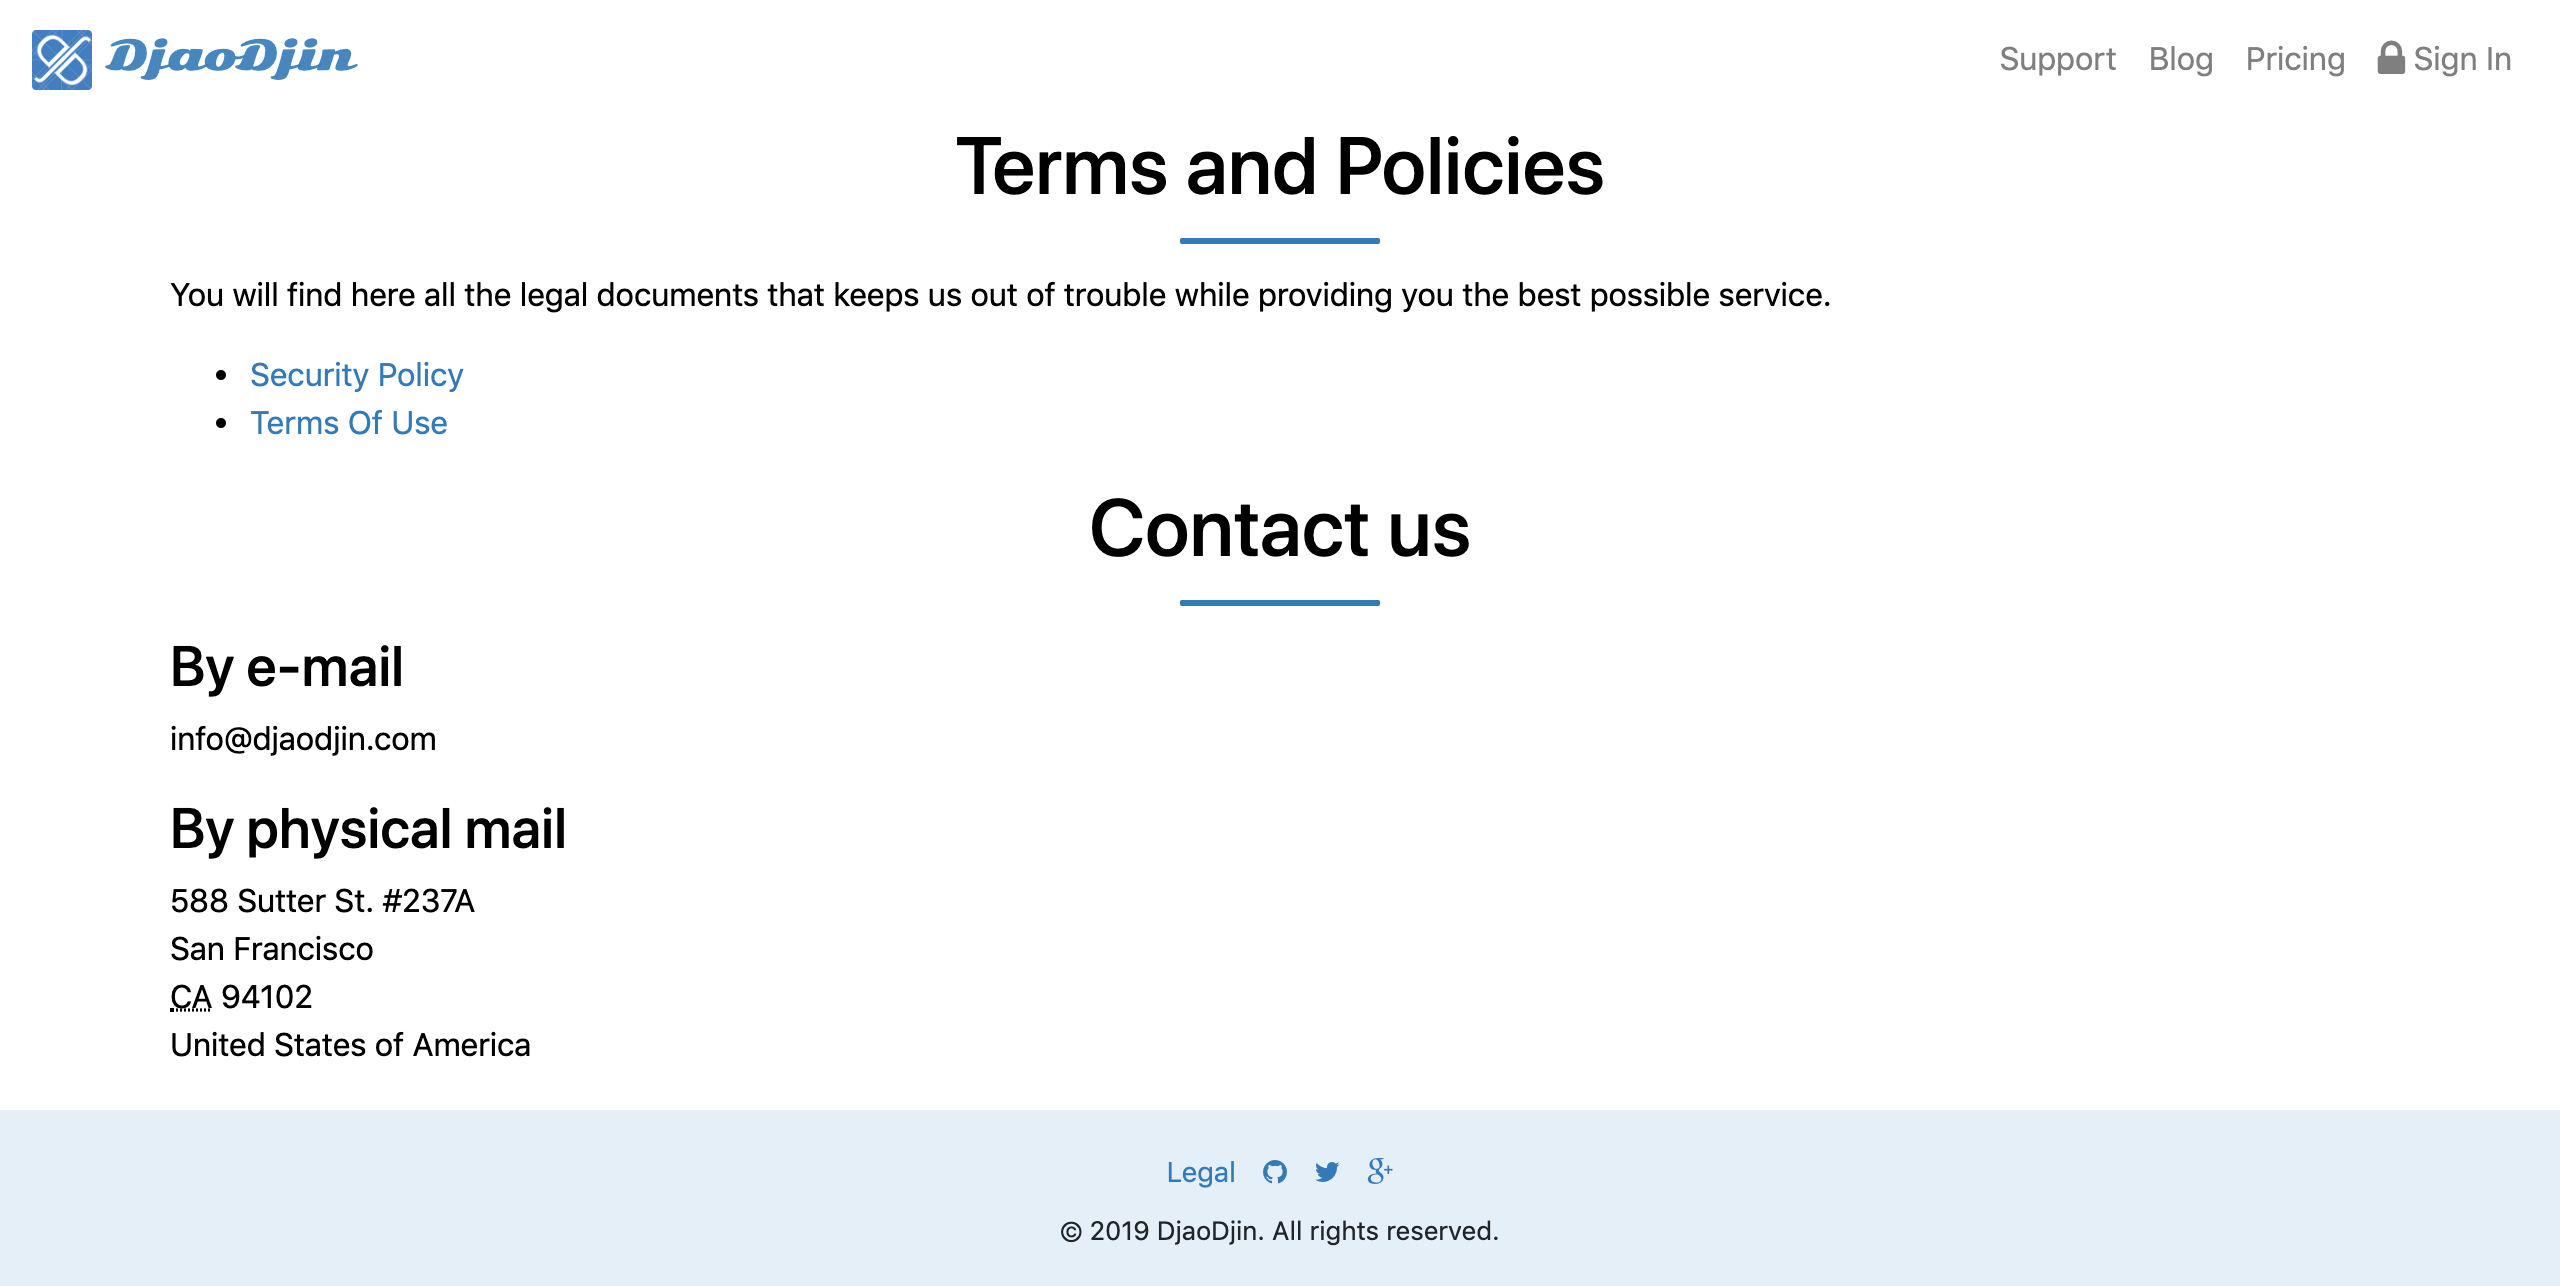 DjaoDjin
Support Blog Pricing Sign In
Terms and Policies
You will find here all the legal documents that keeps us out of trouble while providing you the best possible service.
• Security Policy
• Terms Of Use
Contact us
By e-mail
info@djaodjin.com
By physical mail
588 Sutter St. #237A
San Francisco
CA 94102
United States of America
Legal g+
© 2019 DjaoDjin. All rights reserved.